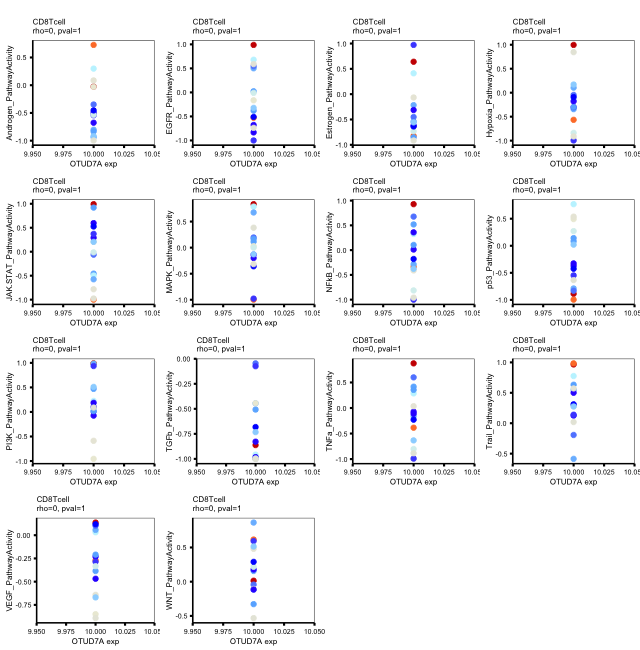 CD8Tcell
rho=0, pval=1
Androgen_PathwayActivity
0.5
0.0
-0.5
-1.0
9.950 9.975 10.000 10.025 10.05
OTUD7A exp
CD8Tcell
rho=0, pval=1
EGFR_PathwayActivity
1.0
0.5
0.0
-0.5
-1.0
9.950 9.975 10.000 10.025 10.05
OTUD7A exp
CD8Tcell
rho=0, pval=1
Estrogen_PathwayActivity
1.0
0.5
0.0
-0.5
-1.0
9.950 9.975 10.000 10.025 10.05
OTUD7A exp
CD8Tcell
rho=0, pval=1
Hypoxia_PathwayActivity
1.0
0.5
0.0
-0.5
-1.0
9.950 9.975 10.000 10.025 10.05
OTUD7A exp
CD8Tcell
rho=0, pval=1
JAK.STAT_PathwayActivity
1.0
0.5
0.0
-0.5
-1.0
9.950 9.975 10.000 10.025 10.05
OTUD7A exp
CD8Tcell
rho=0, pval=1
MAPK_PathwayActivity
0.5
0.0
-0.5
-1.0
9.950 9.975 10.000 10.025 10.05
OTUD7A exp
CD8Tcell
rho=0, pval=1
NFkB_PathwayActivity
1.0
0.5
0.0
-0.5
-1.0
9.950 9.975 10.000 10.025 10.05
OTUD7A exp
CD8Tcell
rho=0, pval=1
p53_PathwayActivity
0.5
0.0
-0.5
-1.0
9.950 9.975 10.000 10.025 10.05
OTUD7A exp
CD8Tcell
rho=0, pval=1
PI3K_PathwayActivity
1.0
0.5
0.0
-0.5
-1.0
9.950 9.975 10.000 10.025 10.05
OTUD7A exp
CD8Tcell
rho=0, pval=1
TGFb_PathwayActivity
0.00
-0.25
-0.50
-0.75
-1.00
9.950 9.975 10.000 10.025 10.05
OTUD7A exp
CD8Tcell
rho=0, pval=1
TNFa_PathwayActivity
0.5
0.0
-0.5
-1.0
9.950 9.975 10.000 10.025 10.05
OTUD7A exp
CD8Tcell
rho=0, pval=1
Trail_PathwayActivity
1.0
0.5
0.0
-0.5
9.950 9.975 10.000 10.025 10.05
OTUD7A exp
CD8Tcell
rho=0, pval=1
VEGF_PathwayActivity
0.00
-0.25
-0.50
-0.75
9.950 9.975 10.000 10.025 10.05
OTUD7A exp
CD8Tcell
rho=0, pval=1
WNT_PathwayActivity
0.5
0.0
-0.5
9.950 9.975 10.000 10.025 10.050
OTUD7A exp